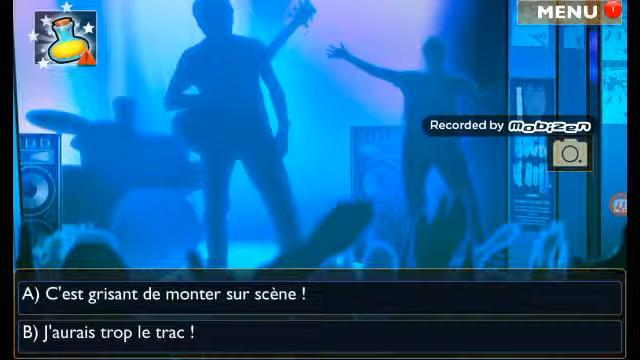 MENU
Recorded by mobizen
A) C'est grisant de monter sur scène !
B) J'aurais trop le trac !